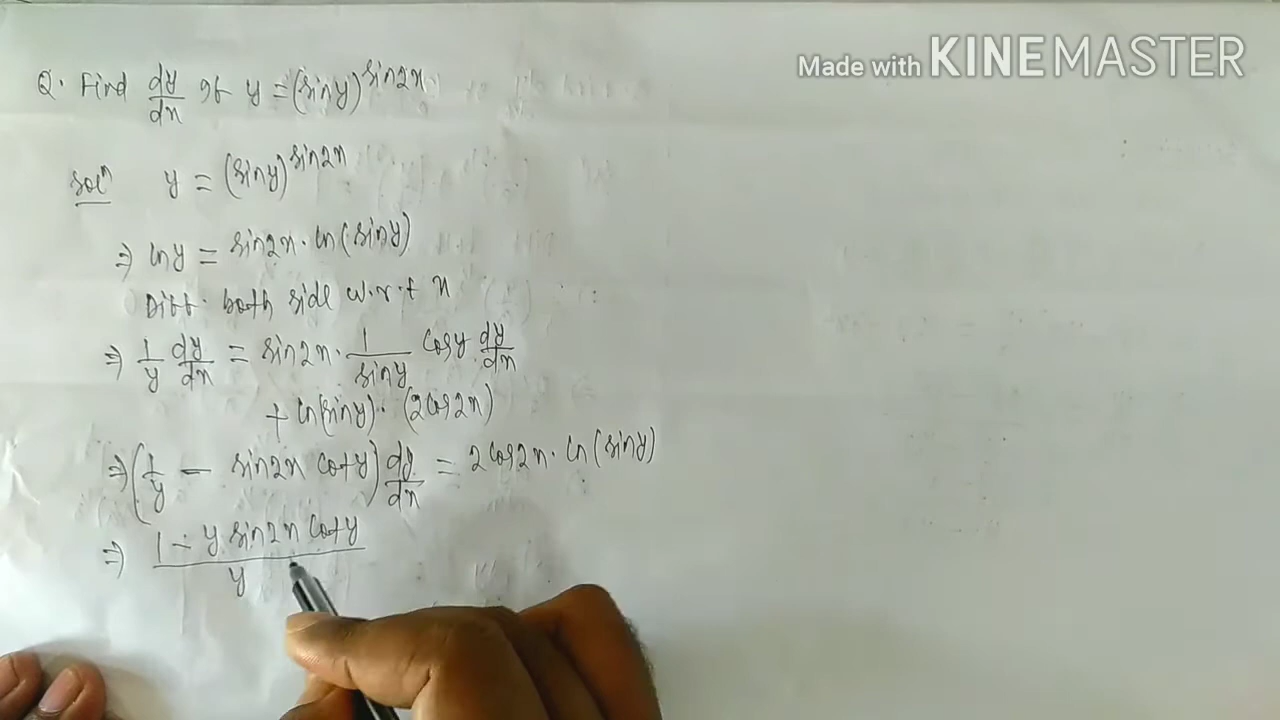 Made with KINEMASTER
Q. Find dy/dx if y = (siny)^sin2x
Solⁿ y = (siny)^sin2x
⇒ lny = sin2x · ln(siny)
Diff. both side w.r.t x
⇒ 1/y dy/dx = sin2x · 1/siny cosy dy/dx
+ ln(siny) · (2cos2x)
⇒ (1/y - sin2x coty) dy/dx = 2cos2x · ln(siny)
⇒ 1 - y sin2x coty / y